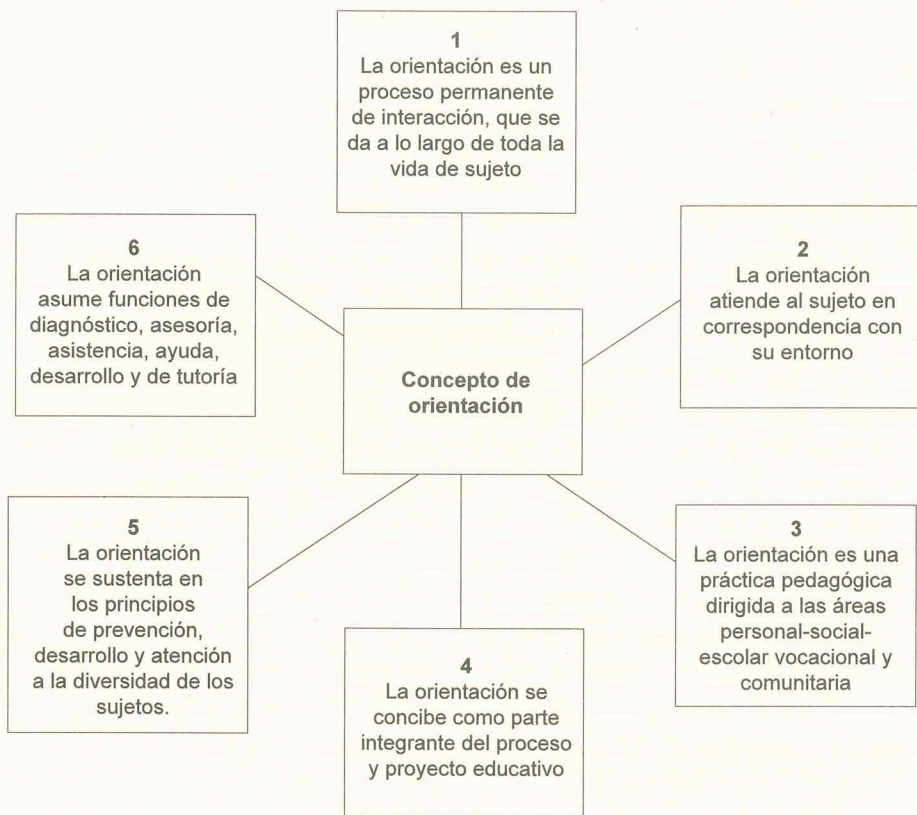 1
La orientación es un
proceso permanente
de interacción, que se
da a lo largo de toda la
vida de sujeto
2
La orientación
atiende al sujeto en
correspondencia con
su entorno
3
La orientación es una
práctica pedagógica
dirigida a las áreas
personal-social-
escolar vocacional y
comunitaria
4
La orientación se
concibe como parte
integrante del proceso
y proyecto educativo
5
La orientación
se sustenta en
los principios
de prevención,
desarrollo y atención
a la diversidad de los
sujetos.
6
La orientación
asume funciones de
diagnóstico, asesoría,
asistencia, ayuda,
desarrollo y de tutoría
Concepto de
orientación